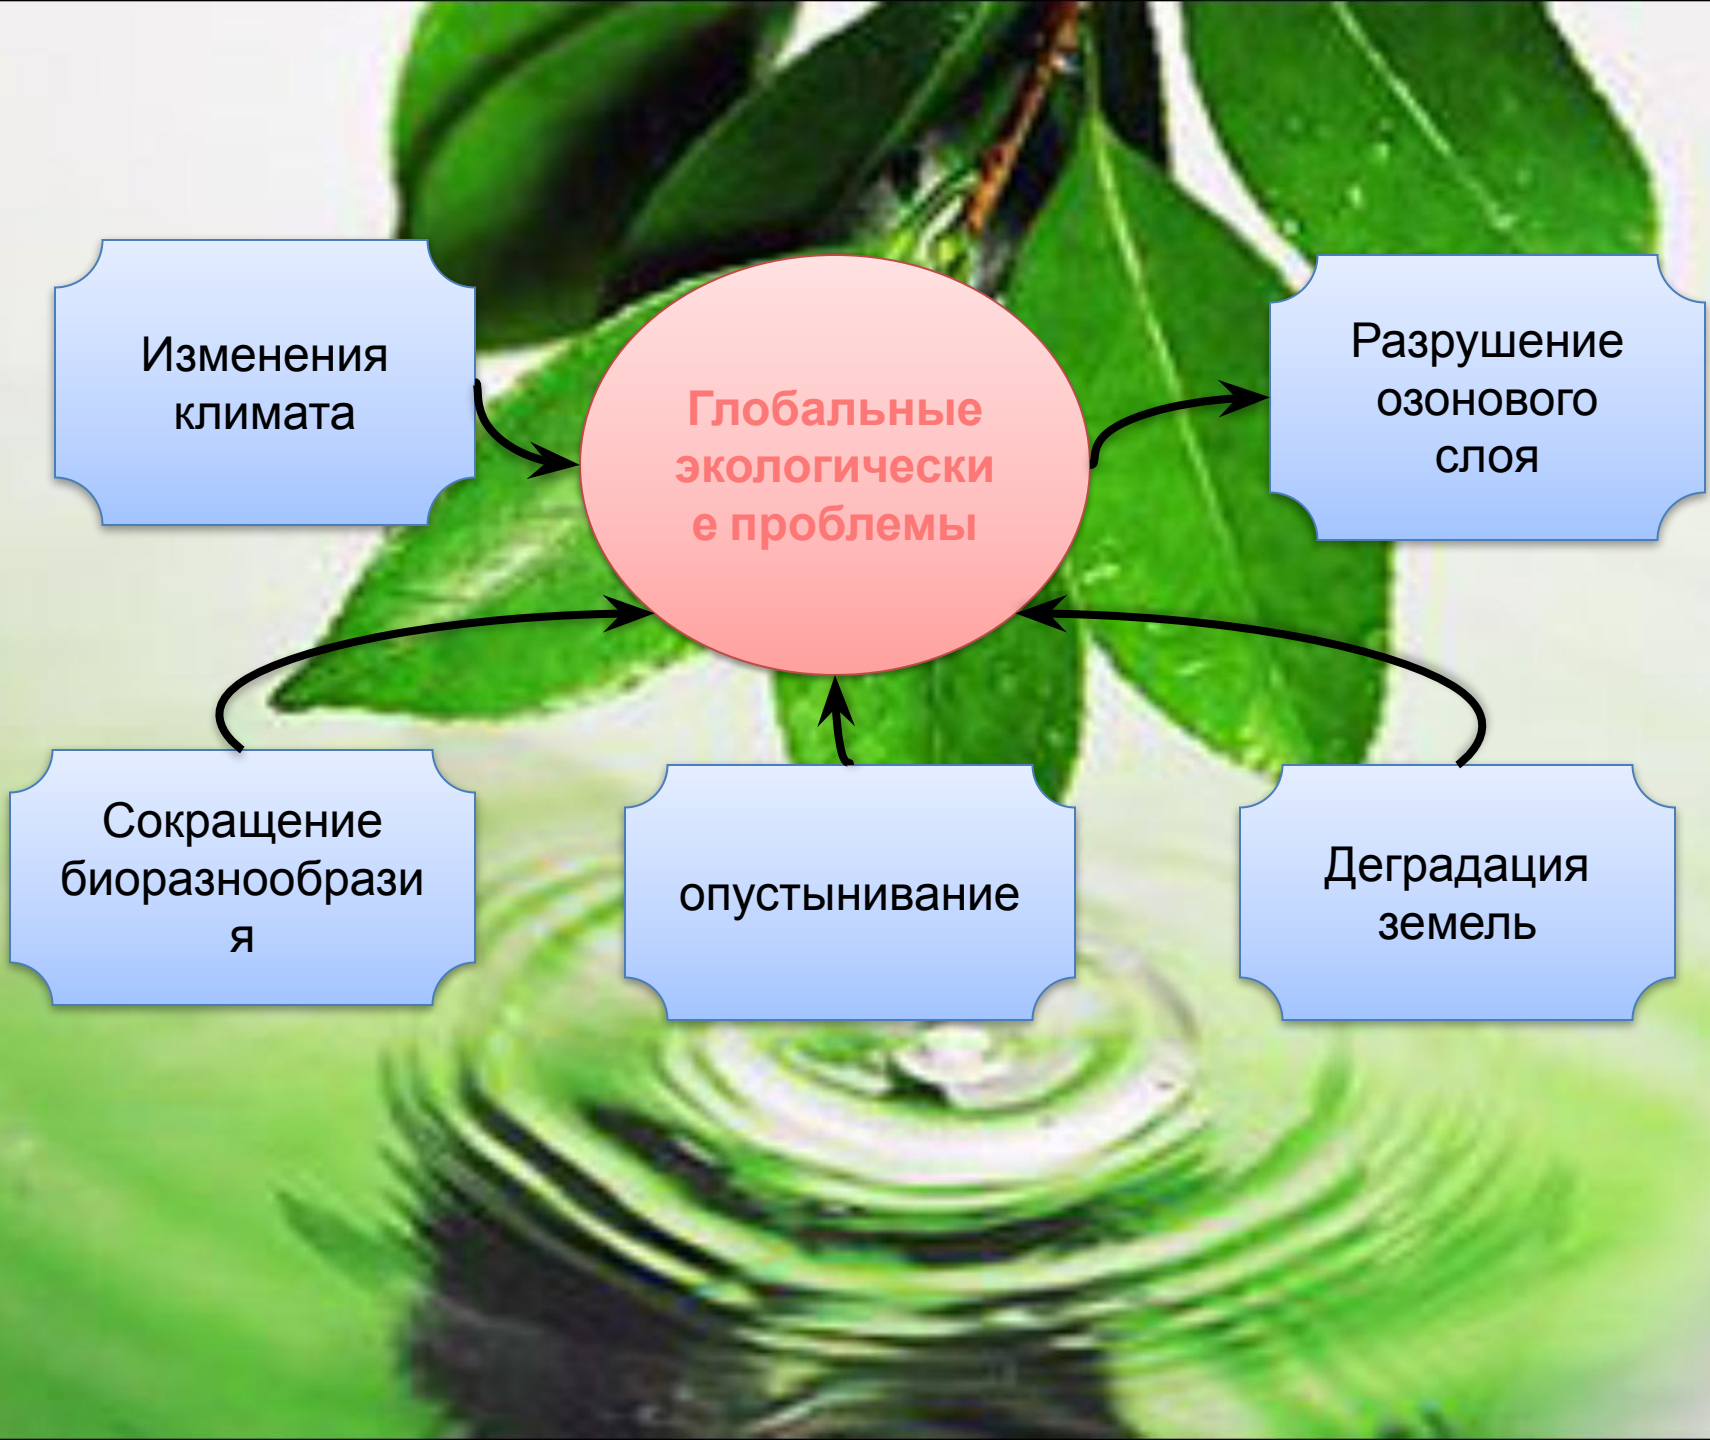 Изменения
климата
Глобальные
экологически
е проблемы
Разрушение
озонового
слоя
Сокращение
биоразнообрази
я
опустынивание
Деградация
земель